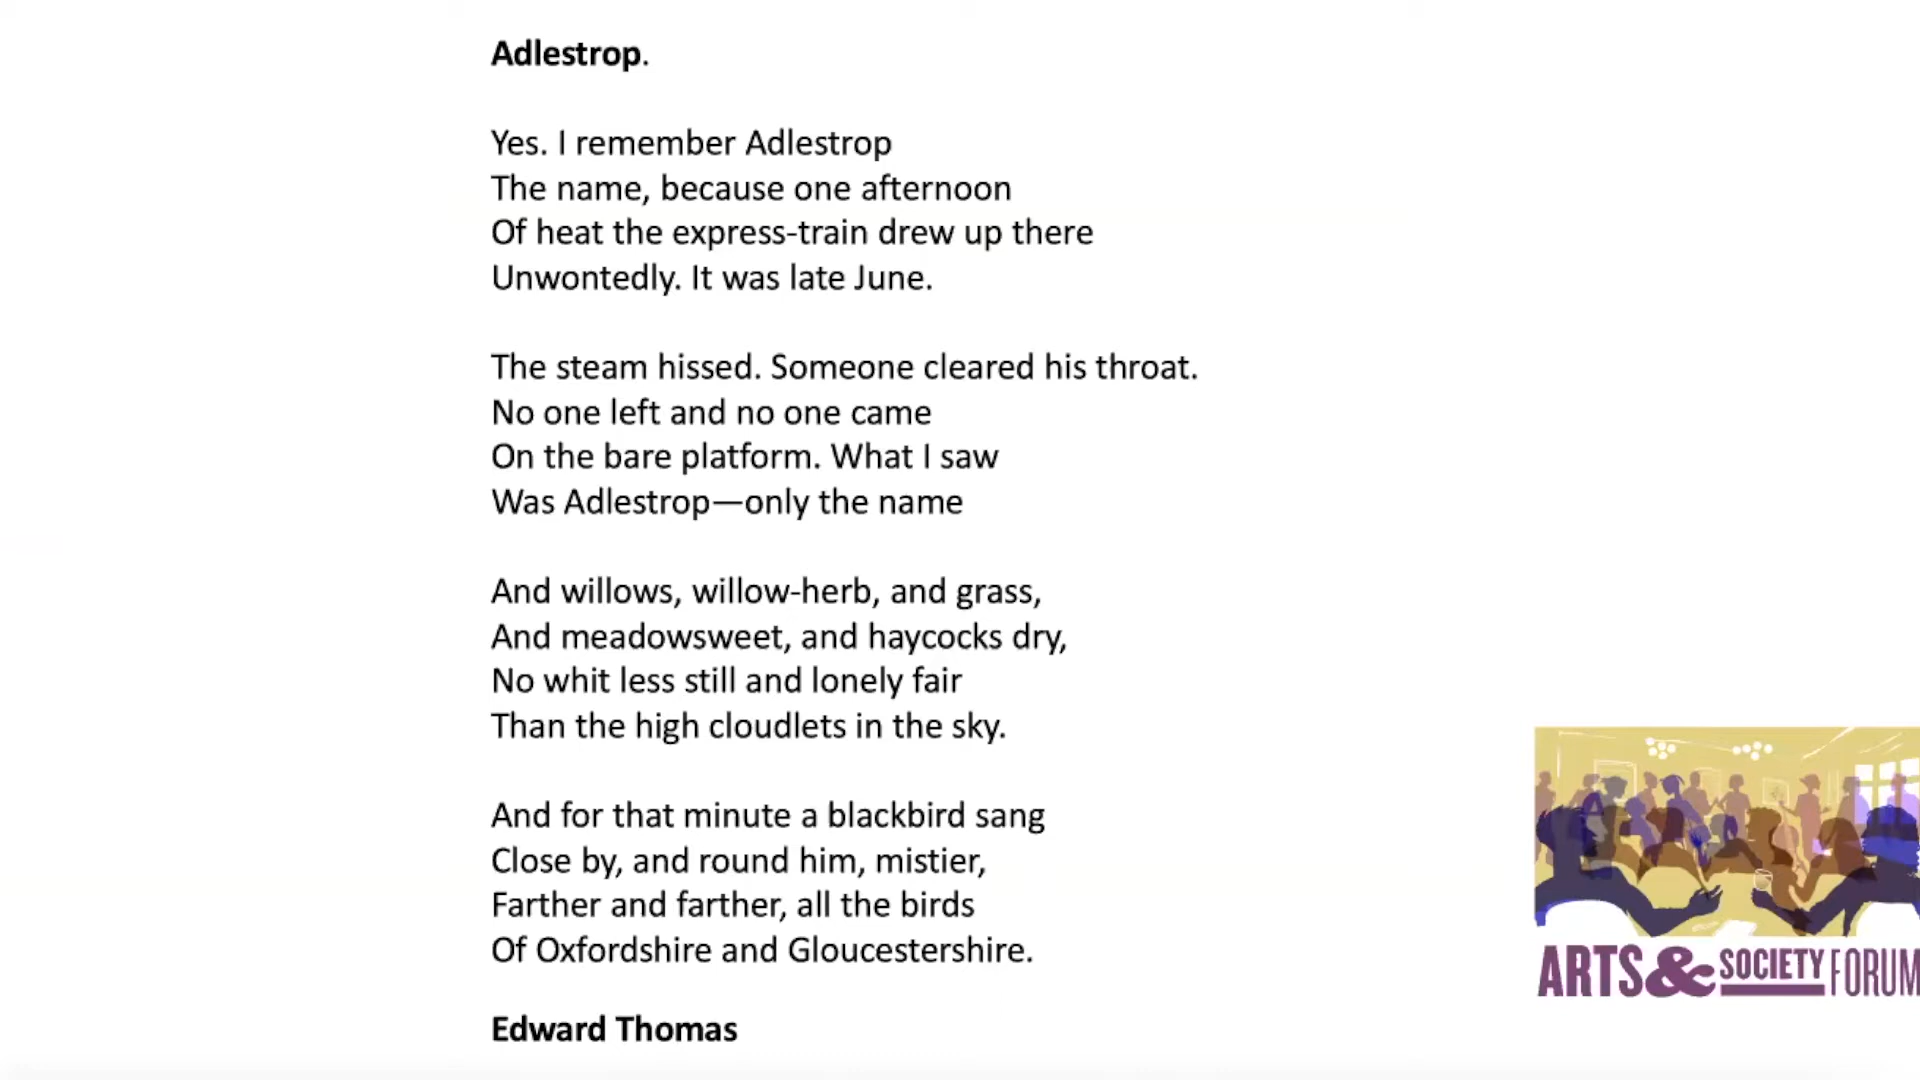 Adlestrop.
Yes. I remember Adlestrop
The name, because one afternoon
Of heat the express-train drew up there
Unwontedly. It was late June.
The steam hissed. Someone cleared his throat.
No one left and no one came
On the bare platform. What I saw
Was Adlestrop—only the name
And willows, willow-herb, and grass,
And meadowsweet, and haycocks dry,
No whit less still and lonely fair
Than the high cloudlets in the sky.
And for that minute a blackbird sang
Close by, and round him, mistier,
Farther and farther, all the birds
Of Oxfordshire and Gloucestershire.
Edward Thomas
ARTS & SOCIETY FORUM